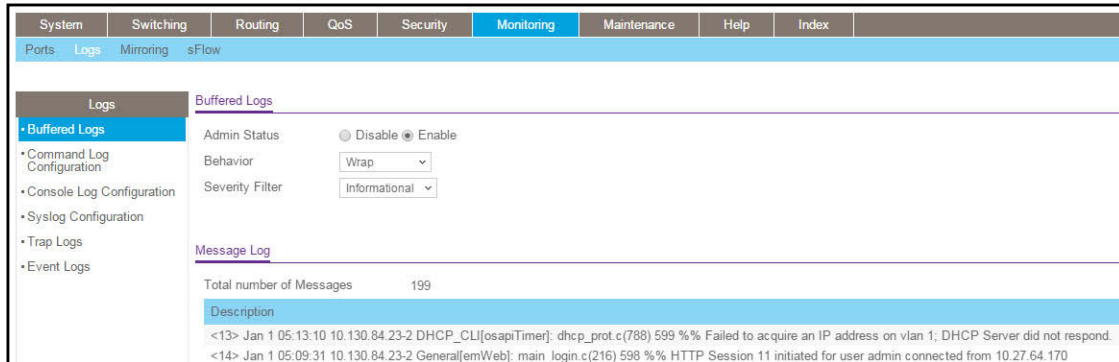 System Switching Routing QoS Security Monitoring Maintenance Help Index
Ports Logs Mirroring sFlow
Logs
Buffered Logs
Command Log
Configuration
Console Log Configuration
Syslog Configuration
Trap Logs
Event Logs
Buffered Logs
Admin Status Disable Enable
Behavior Wrap
Severity Filter Informational
Message Log
Total number of Messages 199
Description
<13> Jan 1 05:13:10 10.130.84.23-2 DHCP_CLI[osapiTimer]: dhcp_prot.c(788) 599 %% Failed to acquire an IP address on vlan 1; DHCP Server did not respond.
<14> Jan 1 05:09:31 10.130.84.23-2 General[emWeb]: main_login.c(216) 598 %% HTTP Session 11 initiated for user admin connected from 10.27.64.170